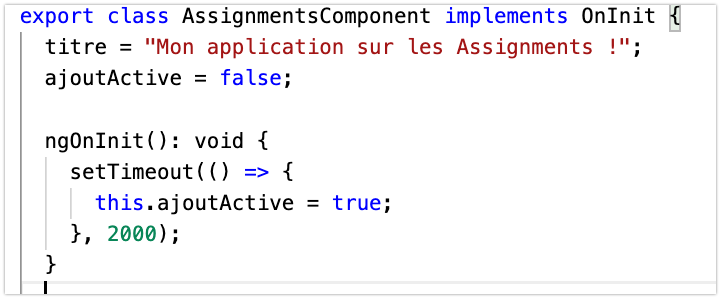 export class AssignmentsComponent implements OnInit {
  titre = "Mon application sur les Assignments !";
  ajoutActive = false;

  ngOnInit(): void {
    setTimeout(() => {
      this.ajoutActive = true;
    }, 2000);
  }